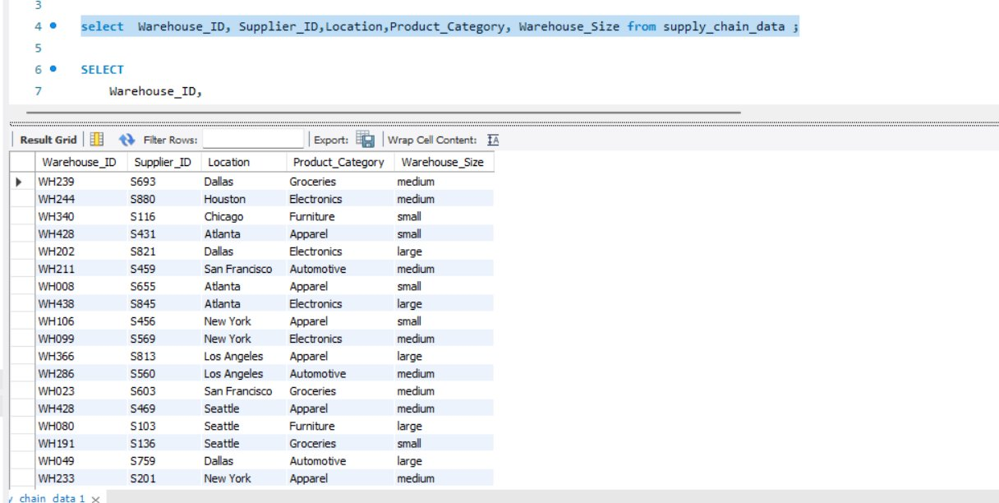 3
4 select  Warehouse_ID, Supplier_ID,Location,Product_Category, Warehouse_Size from supply_chain_data ;
5
6 SELECT
7 Warehouse_ID,
Result Grid Filter Rows: Export: Wrap Cell Content: IA
Warehouse_ID Supplier_ID Location Product_Category Warehouse_Size
WH239 S693 Dallas Groceries medium
WH244 S880 Houston Electronics medium
WH340 S116 Chicago Furniture small
WH428 S431 Atlanta Apparel small
WH202 S821 Dallas Electronics large
WH211 S459 San Francisco Automotive medium
WH008 S655 Atlanta Apparel small
WH438 S845 Atlanta Electronics large
WH106 S456 New York Apparel small
WH099 S569 New York Electronics medium
WH366 S813 Los Angeles Apparel large
WH286 S560 Los Angeles Automotive medium
WH023 S603 San Francisco Groceries medium
WH428 S469 Seattle Apparel medium
WH080 S103 Seattle Furniture large
WH191 S136 Seattle Groceries small
WH049 S759 Dallas Automotive large
WH233 S201 New York Apparel medium
y_chain_data 1 ×